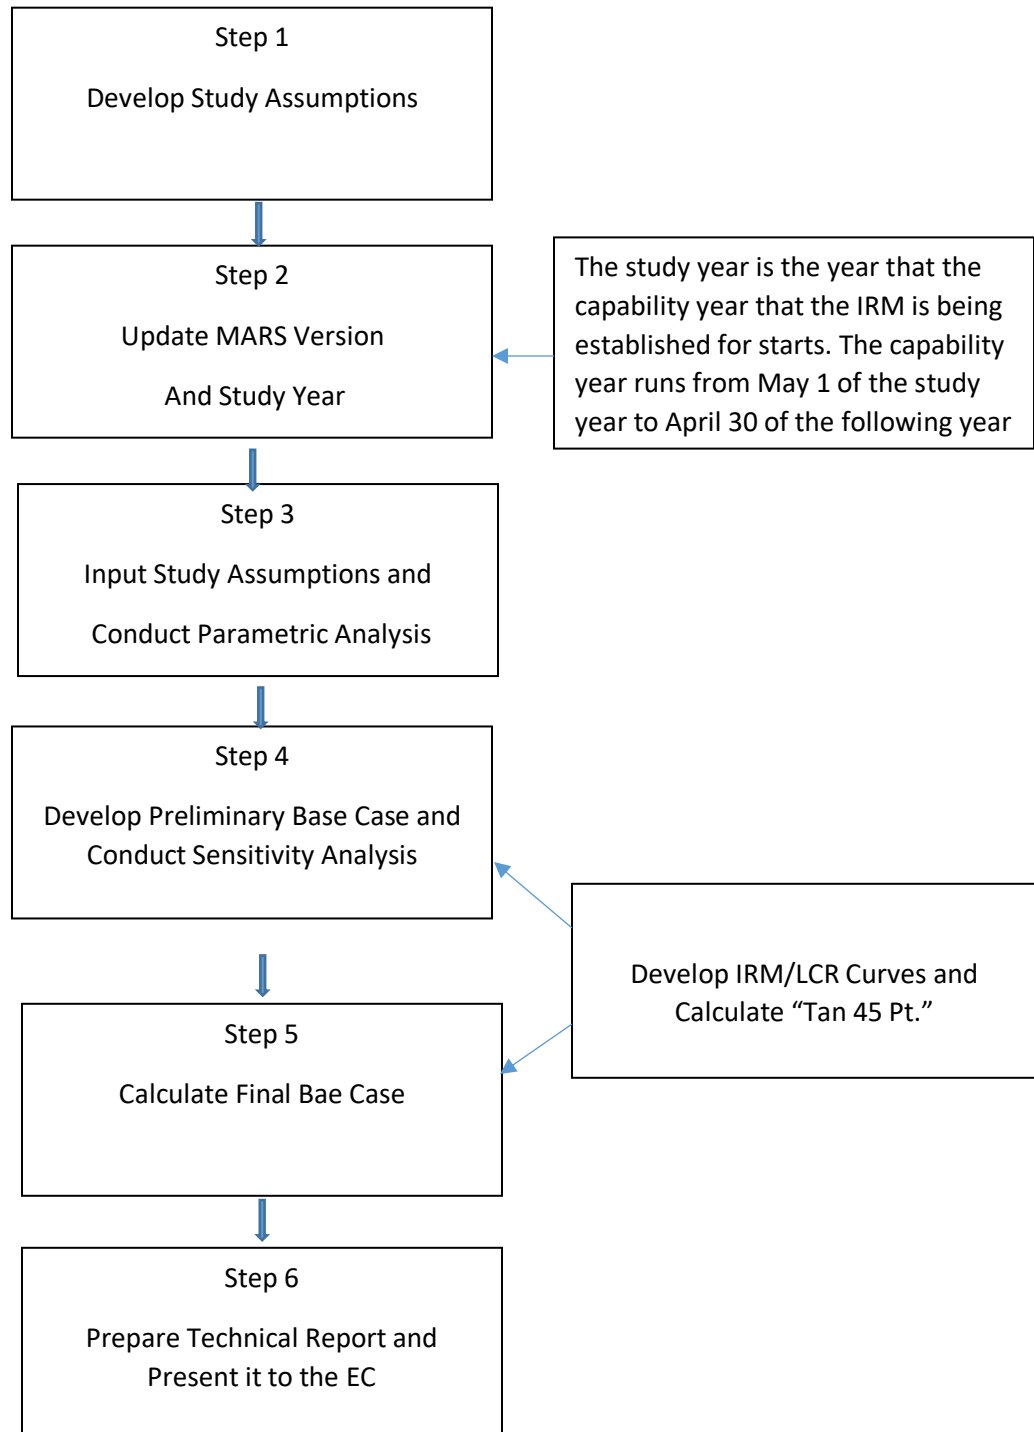 Step 1
Develop Study Assumptions
Step 2
Update MARS Version
And Study Year
The study year is the year that the
capability year that the IRM is being
established for starts. The capability
year runs from May 1 of the study
year to April 30 of the following year
Step 3
Input Study Assumptions and
Conduct Parametric Analysis
Step 4
Develop Preliminary Base Case and
Conduct Sensitivity Analysis
Develop IRM/LCR Curves and
Calculate “Tan 45 Pt.”
Step 5
Calculate Final Bae Case
Step 6
Prepare Technical Report and
Present it to the EC